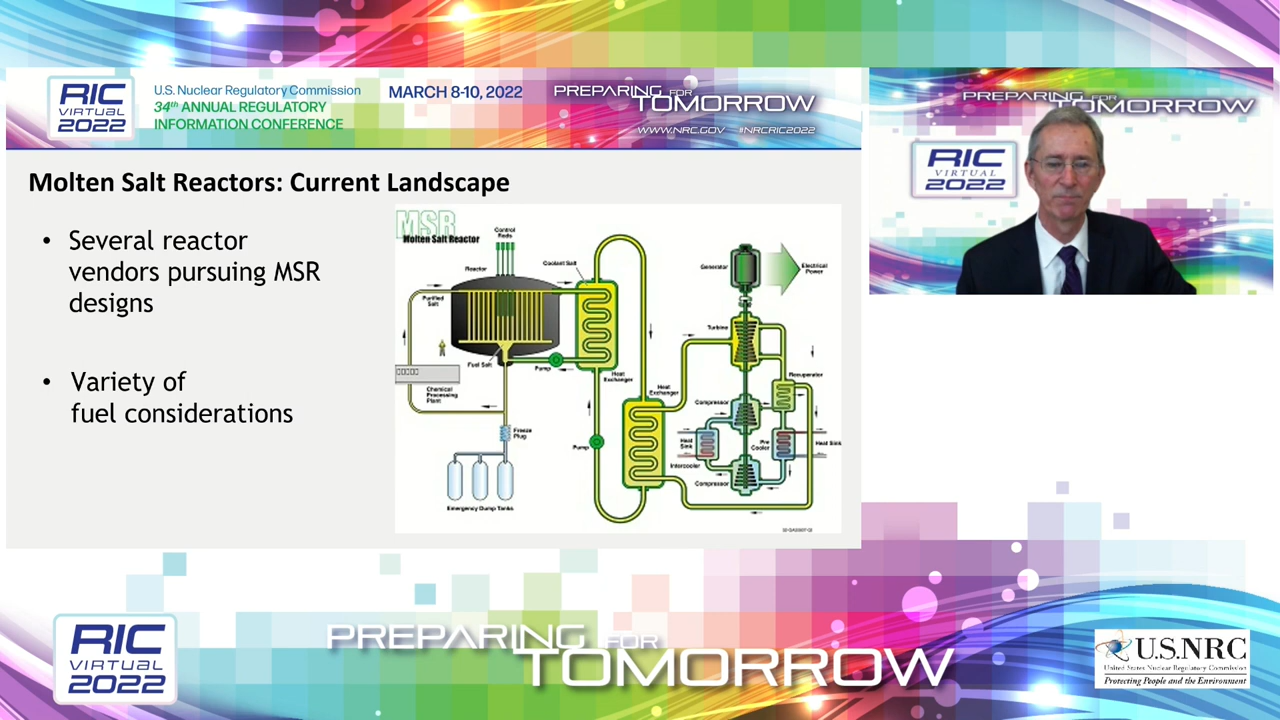 RIC
VIRTUAL
2022
U.S. Nuclear Regulatory Commission
34th ANNUAL REGULATORY
INFORMATION CONFERENCE
MARCH 8-10, 2022
PREPARING FOR
TOMORROW
WWW.NRC.GOV #NRCRIC2022
Molten Salt Reactors: Current Landscape
• Several reactor
vendors pursuing MSR
designs
• Variety of
fuel considerations
MSR
Molten Salt Reactor
Control
Rods
Reactor
Coolant Salt
Purified
Salt
Fuel Salt
Pump
Heat
Exchanger
Chemical
Processing
Plant
Freeze
Plug
Emergency Dump Tanks
Pump
Heat
Exchanger
Generator
Electrical
Power
Turbine
Recuperator
Compressor
Heat
Sink
Pre
Cooler
Heat Sink
Intercooler
Compressor
PREPARING FOR
TOMORROW
RIC
VIRTUAL
2022
RIC
VIRTUAL
2022
PREPARING FOR
TOMORROW
U.S.NRC
United States Nuclear Regulatory Commission
Protecting People and the Environment